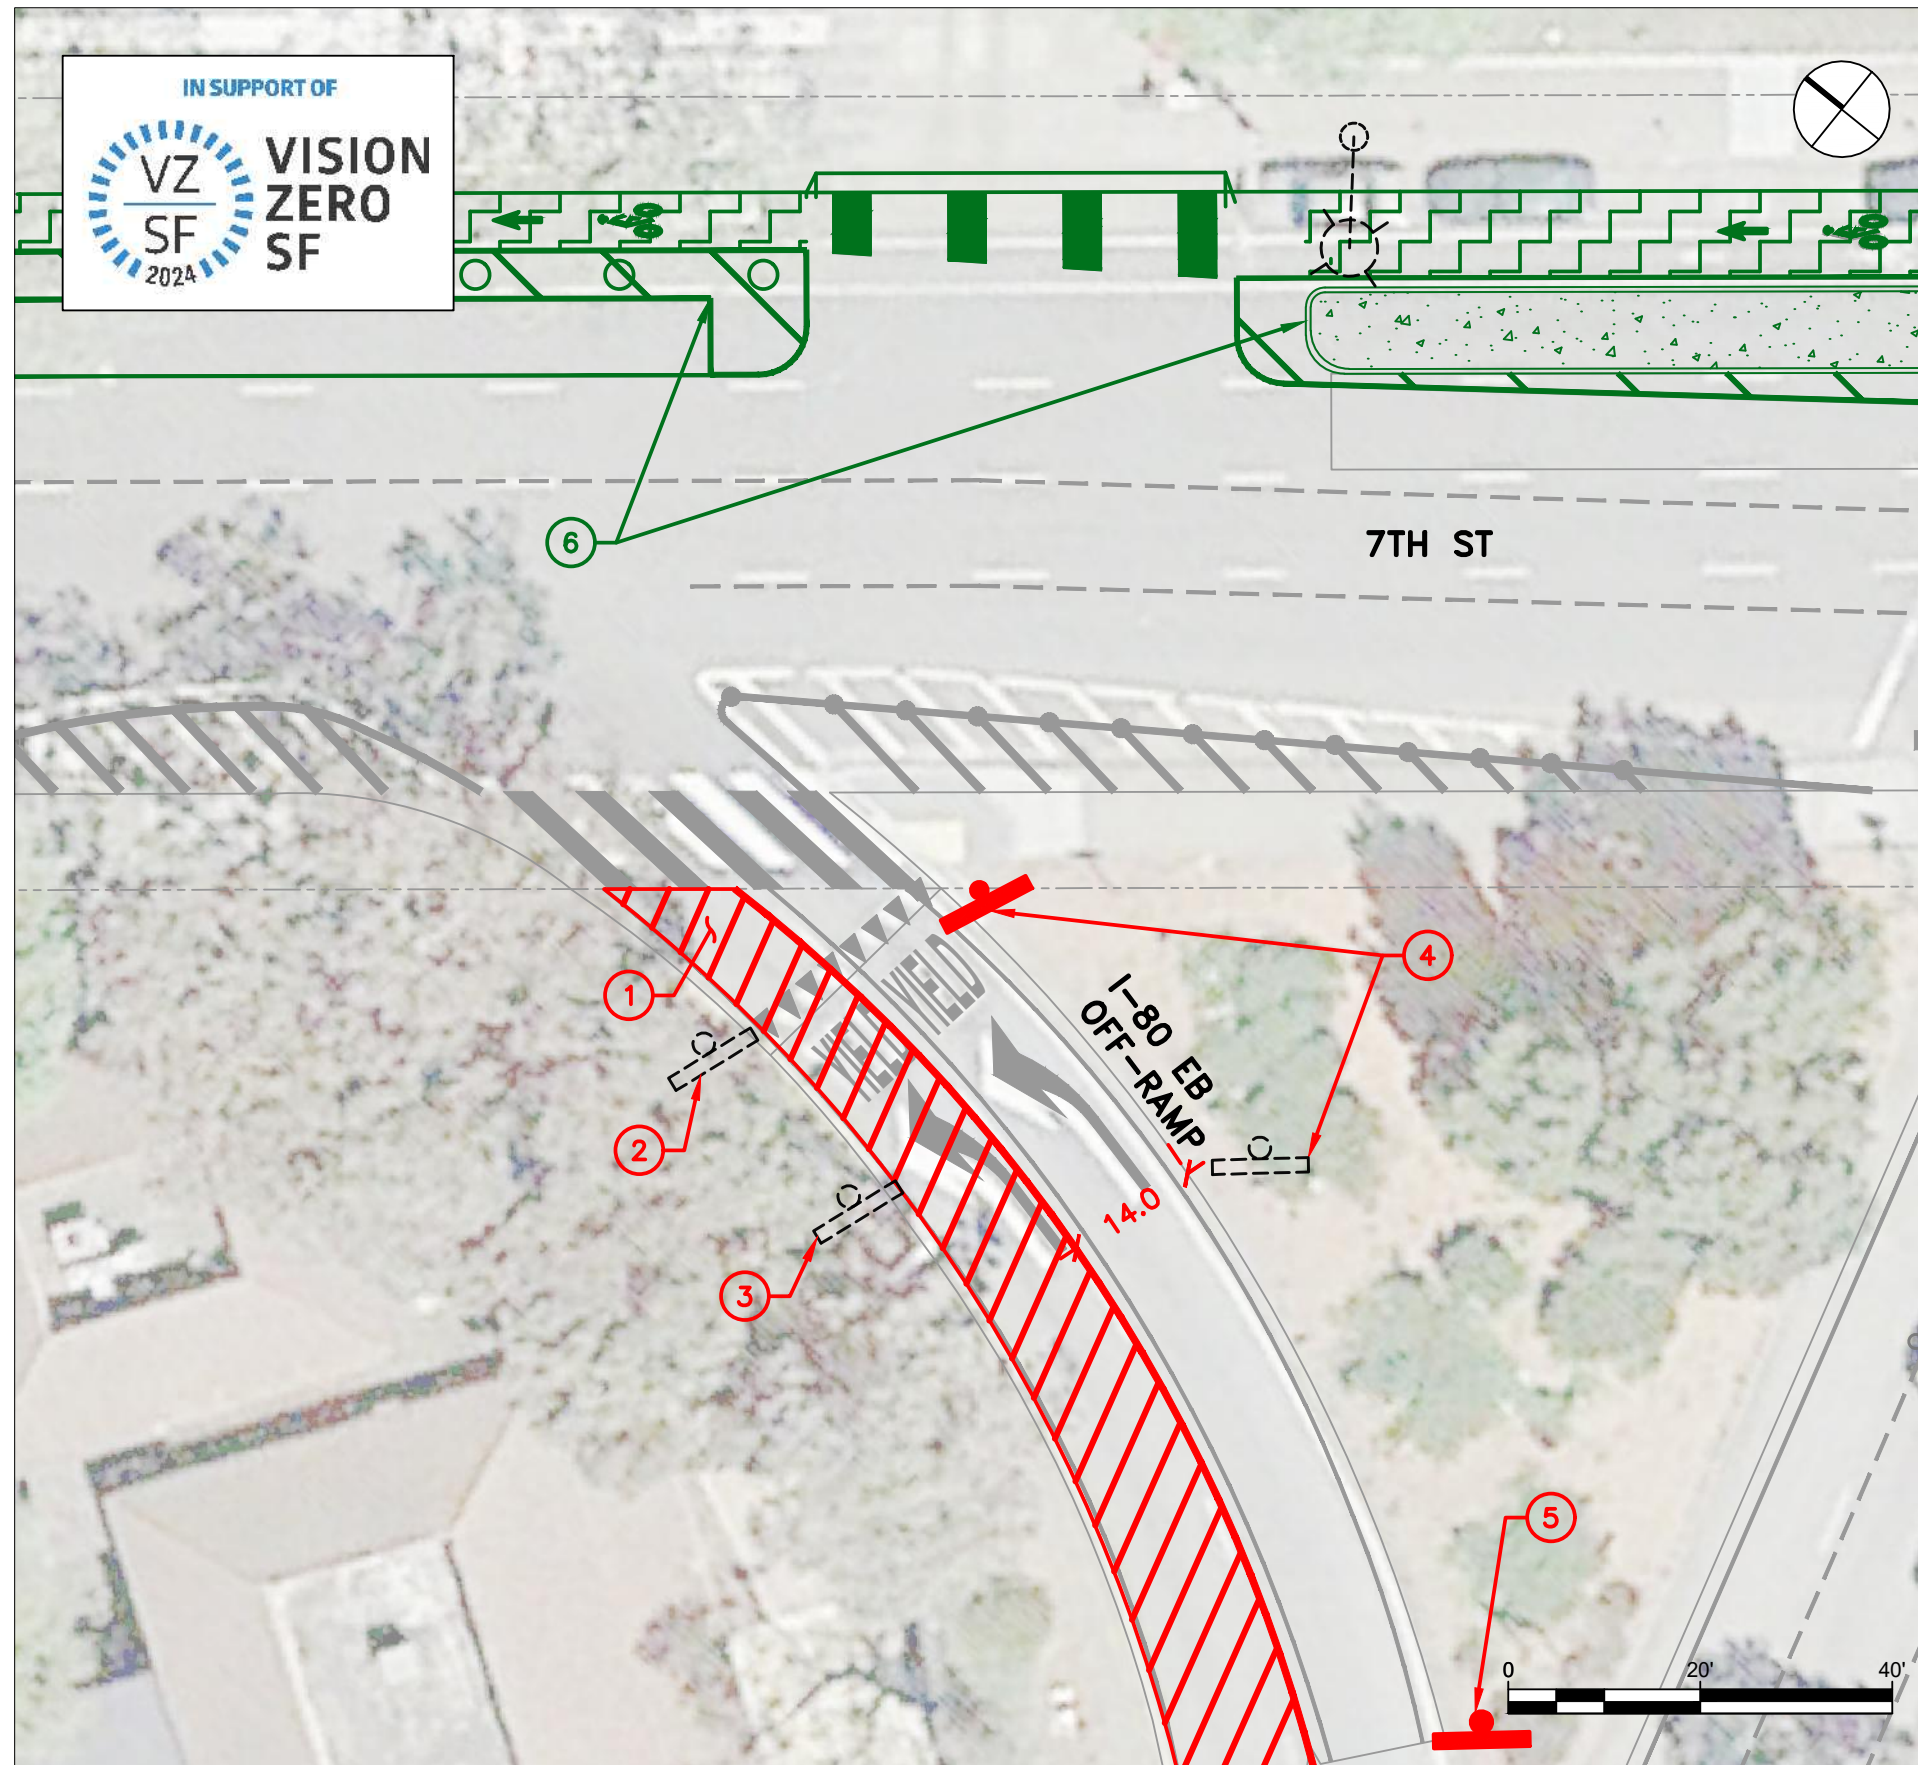 IN SUPPORT OF
VZ
SF
2024
VISION
ZERO
SF
6
7TH ST
1
YIELD
YIELD
4
I-80 EB
OFF-RAMP
2
14.0
3
5
0 20' 40'